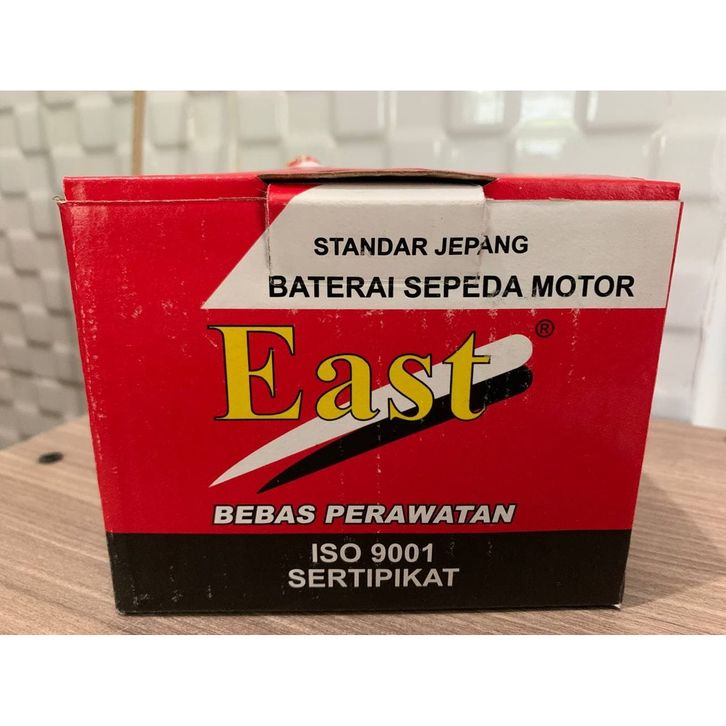 STANDAR JEPANG
BATERAI SEPEDA MOTOR
East ®
BEBAS PERAWATAN
ISO 9001
SERTIPIKAT